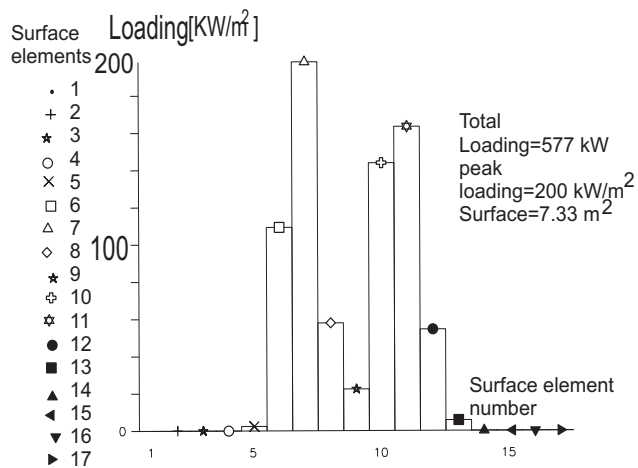 Surface
elements
Loading[KW/m²]
1
2
3
4
5
6
7
8
9
10
11
12
13
14
15
16
17
200
100
0
Total
Loading=577 kW
peak
loading=200 kW/m²
Surface=7.33 m²
Surface element
number
1
5
10
15